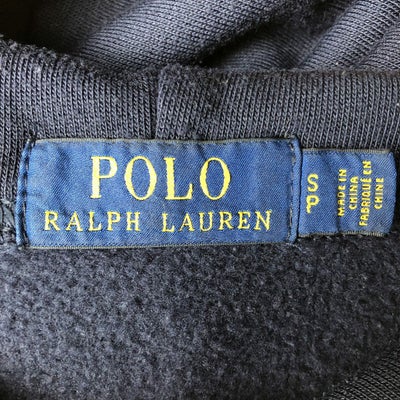 POLO
RALPH LAUREN
S
P
MADE IN
CHINA
FABRIQUÉ EN
CHINE